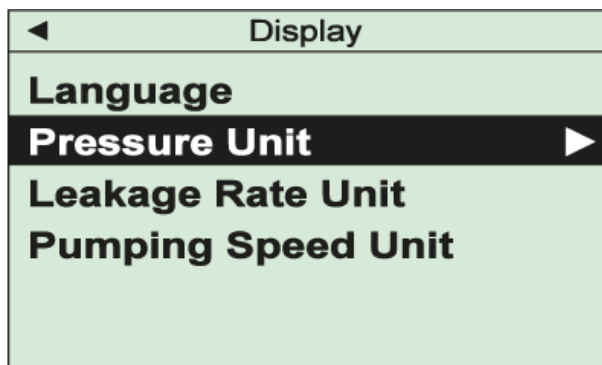 Display
Language
Pressure Unit
Leakage Rate Unit
Pumping Speed Unit